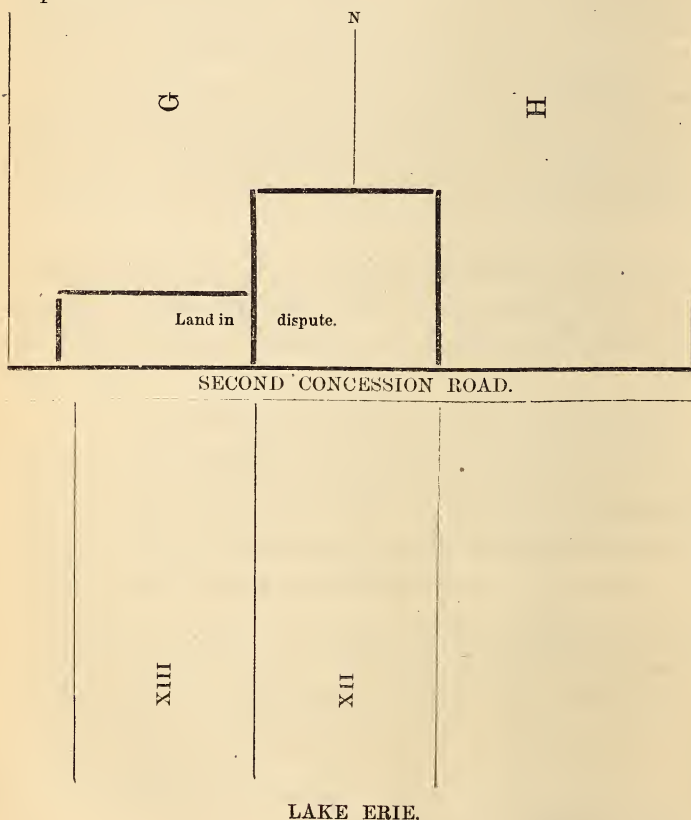 N
G H
Land in dispute.
SECOND CONCESSION ROAD.
XIII XII
LAKE ERIE.